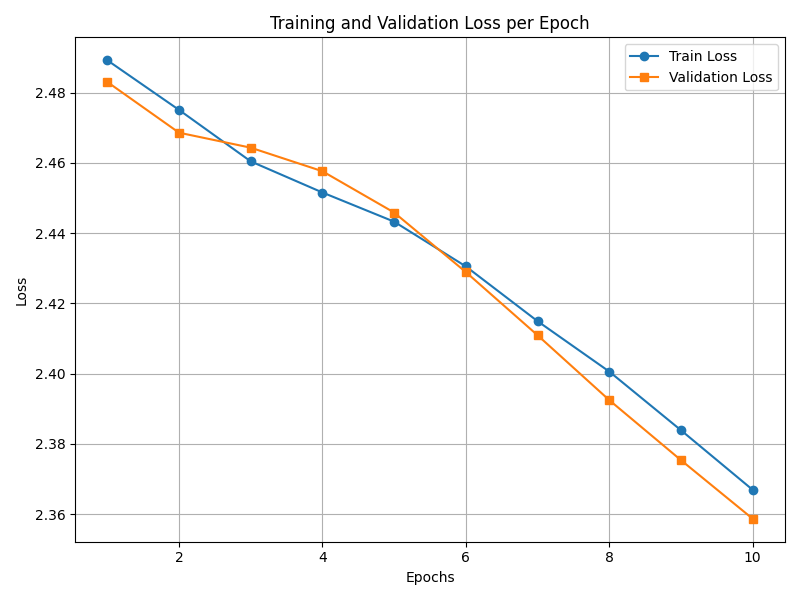 Training and Validation Loss per Epoch
Train Loss
Validation Loss
2.48
2.46
2.44
2.42
2.40
2.38
2.36
Loss
2 4 6 8 10
Epochs